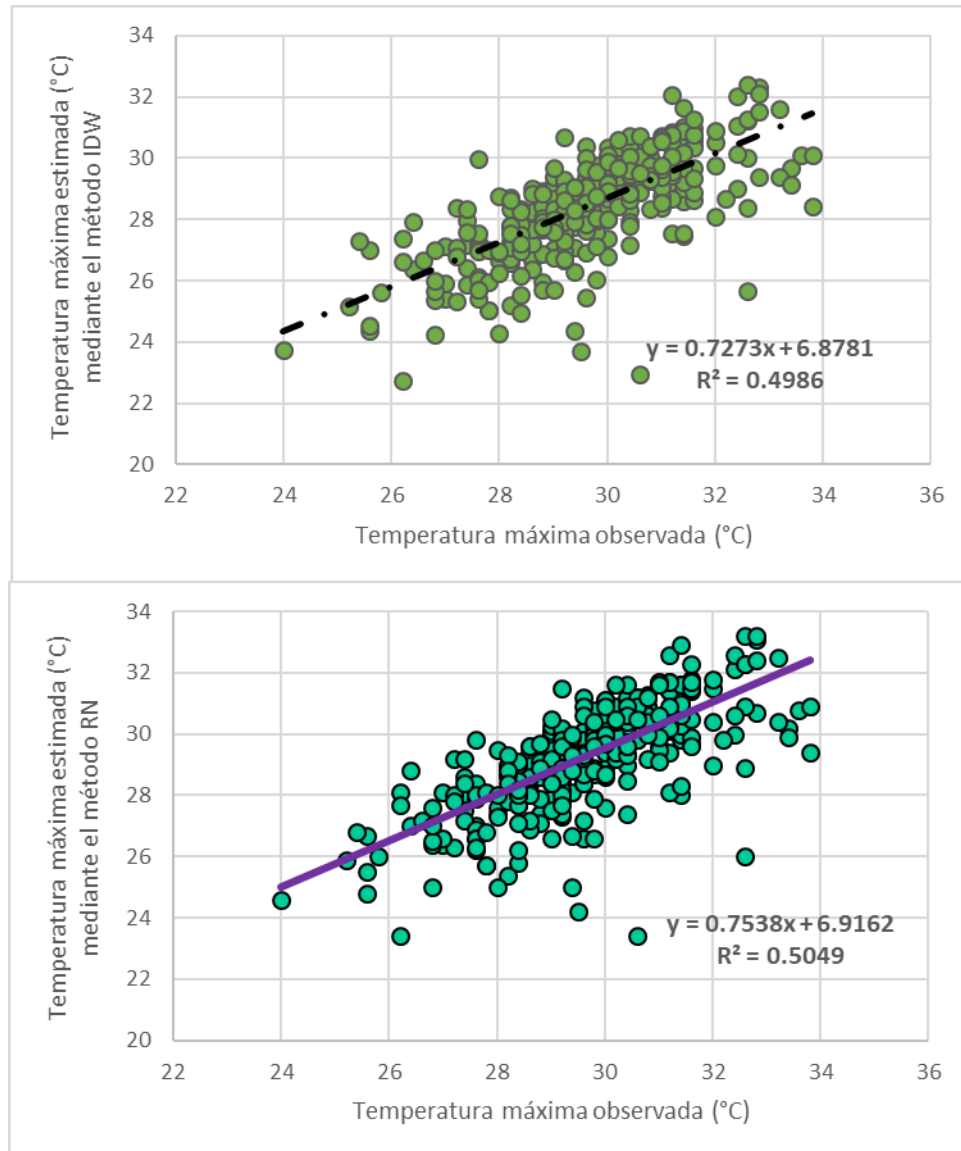 Temperatura máxima estimada (°C)
mediante el método IDW
34
32
30
28
26
24
22
20
y = 0.7273x + 6.8781
R² = 0.4986
22 24 26 28 30 32 34 36
Temperatura máxima observada (°C)
Temperatura máxima estimada (°C)
mediante el método RN
34
32
30
28
26
24
22
20
y = 0.7538x + 6.9162
R² = 0.5049
22 24 26 28 30 32 34 36
Temperatura máxima observada (°C)